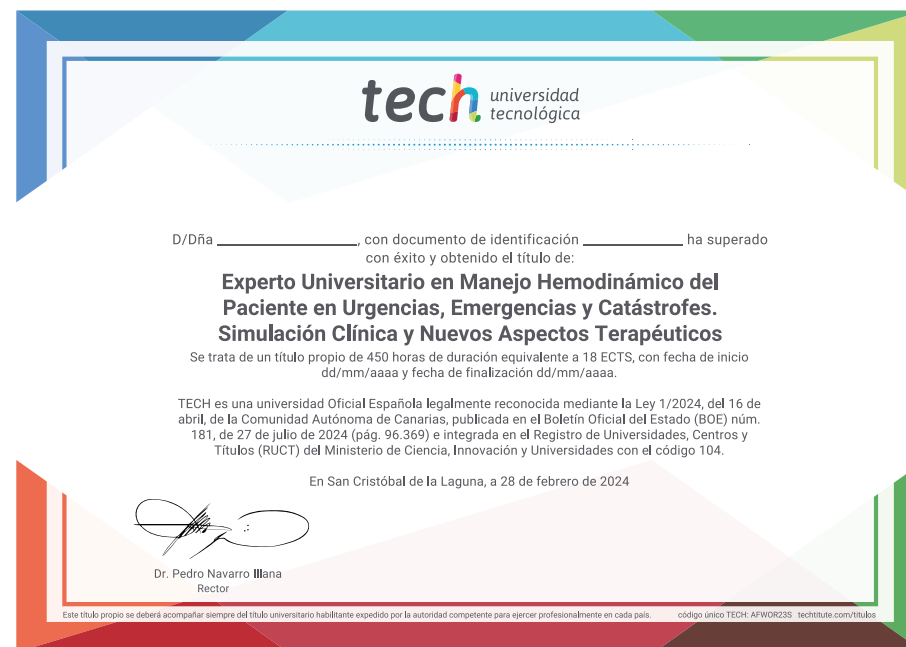 tech universidad
tecnológica
D/Dña ____________________, con documento de identificación ______________ ha superado
con éxito y obtenido el título de:
Experto Universitario en Manejo Hemodinámico del
Paciente en Urgencias, Emergencias y Catástrofes.
Simulación Clínica y Nuevos Aspectos Terapéuticos
Se trata de un título propio de 450 horas de duración equivalente a 18 ECTS, con fecha de inicio
dd/mm/aaaa y fecha de finalización dd/mm/aaaa.
TECH es una universidad Oficial Española legalmente reconocida mediante la Ley 1/2024, del 16 de
abril, de la Comunidad Autónoma de Canarias, publicada en el Boletín Oficial del Estado (BOE) núm.
181, de 27 de julio de 2024 (pág. 96.369) e integrada en el Registro de Universidades, Centros y
Títulos (RUCT) del Ministerio de Ciencia, Innovación y Universidades con el código 104.
En San Cristóbal de la Laguna, a 28 de febrero de 2024
Dr. Pedro Navarro Illana
Rector
Este título propio se deberá acompañar siempre del título universitario habilitante expedido por la autoridad competente para ejercer profesionalmente en cada país. código único TECH: AFWOR23S techtitute.com/titulos